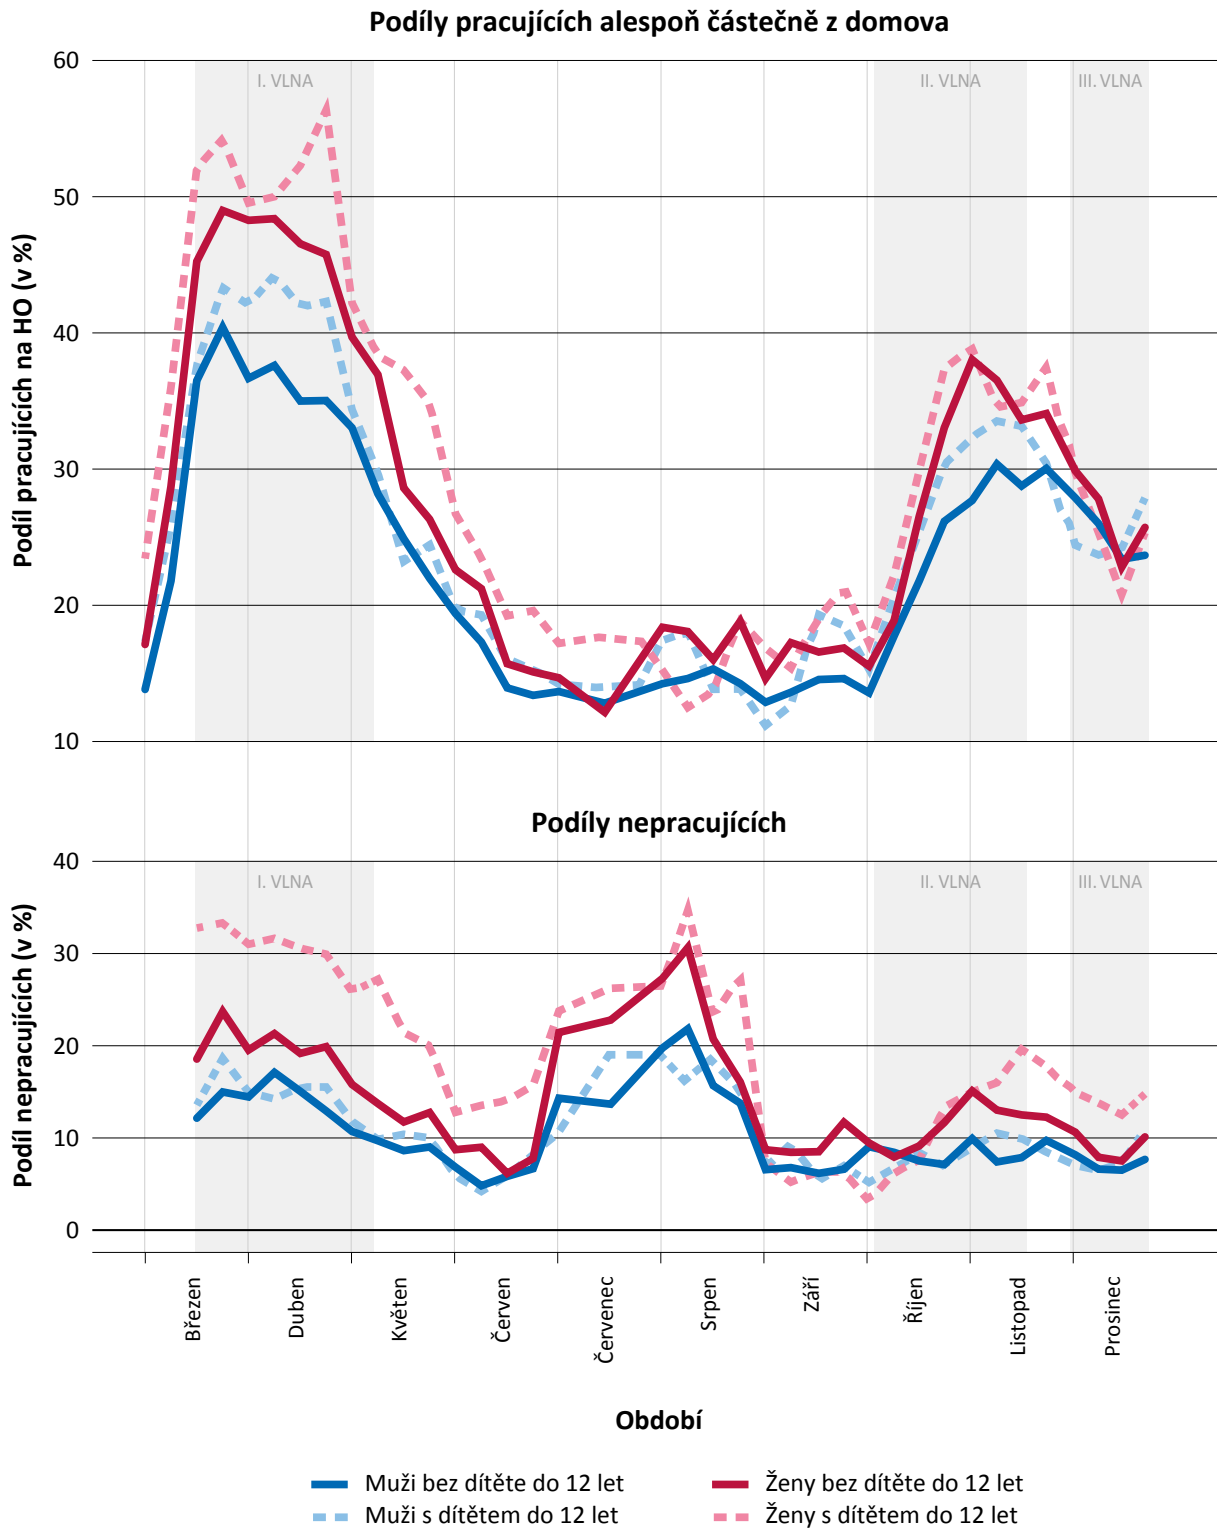 Podíly pracujících alespoň částečně z domova
Podíl pracujících na HO (v %)
60
50
40
30
20
10
I. VLNA
II. VLNA
III. VLNA
Podíly nepracujících
Podíl nepracujících (v %)
40
30
20
10
0
I. VLNA
II. VLNA
III. VLNA
Březen
Duben
Květen
Červen
Červenec
Srpen
Září
Říjen
Listopad
Prosinec
Období
Muži bez dítěte do 12 let
Ženy bez dítěte do 12 let
Muži s dítětem do 12 let
Ženy s dítětem do 12 let